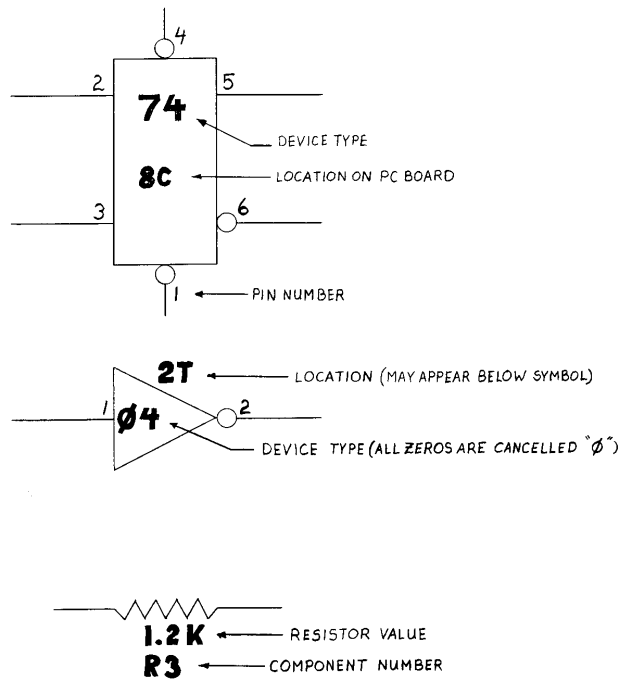 4
2 5
74
DEVICE TYPE
8C LOCATION ON PC BOARD
3 6
1 PIN NUMBER
2T LOCATION (MAY APPEAR BELOW SYMBOL)
1 Ø4 2
DEVICE TYPE (ALL ZEROS ARE CANCELLED "Ø")
1.2K RESISTOR VALUE
R3 COMPONENT NUMBER